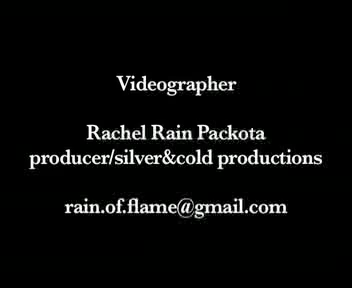 Videographer
Rachel Rain Packota
producer/silver&cold productions
rain.of.flame@gmail.com